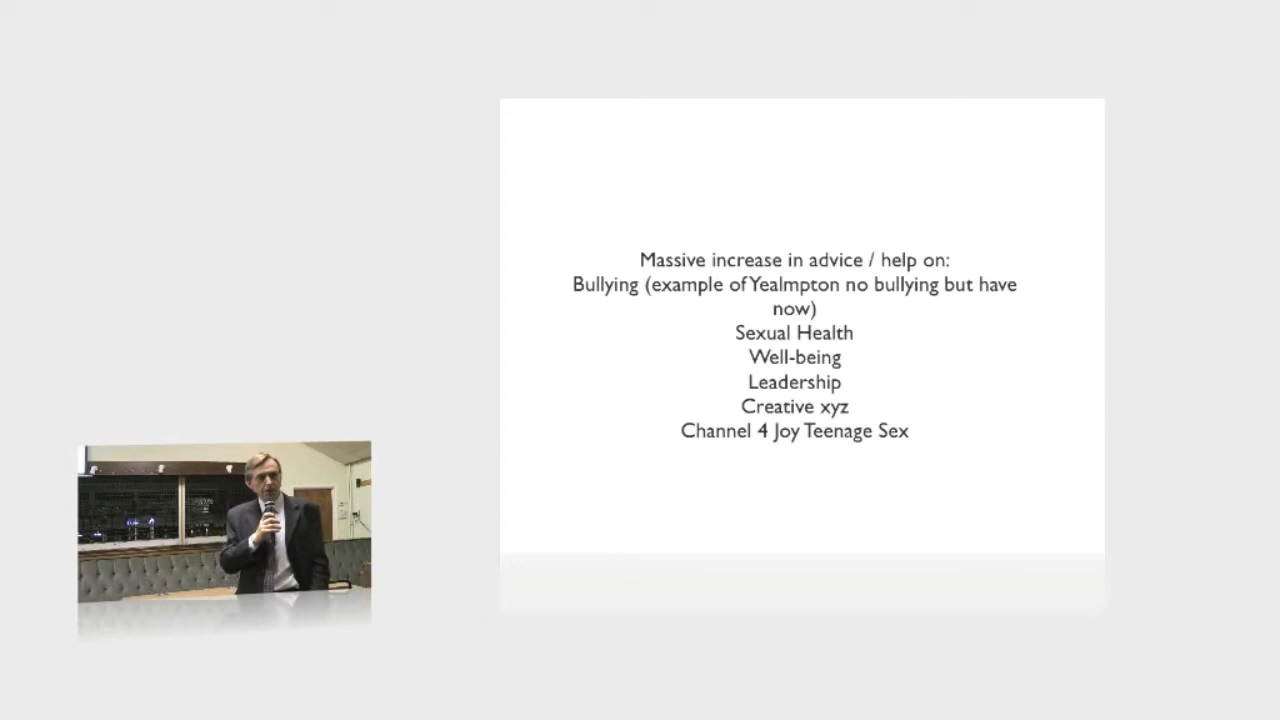 Massive increase in advice / help on:
Bullying (example of Yealmpton no bullying but have
now)
Sexual Health
Well-being
Leadership
Creative xyz
Channel 4 Joy Teenage Sex